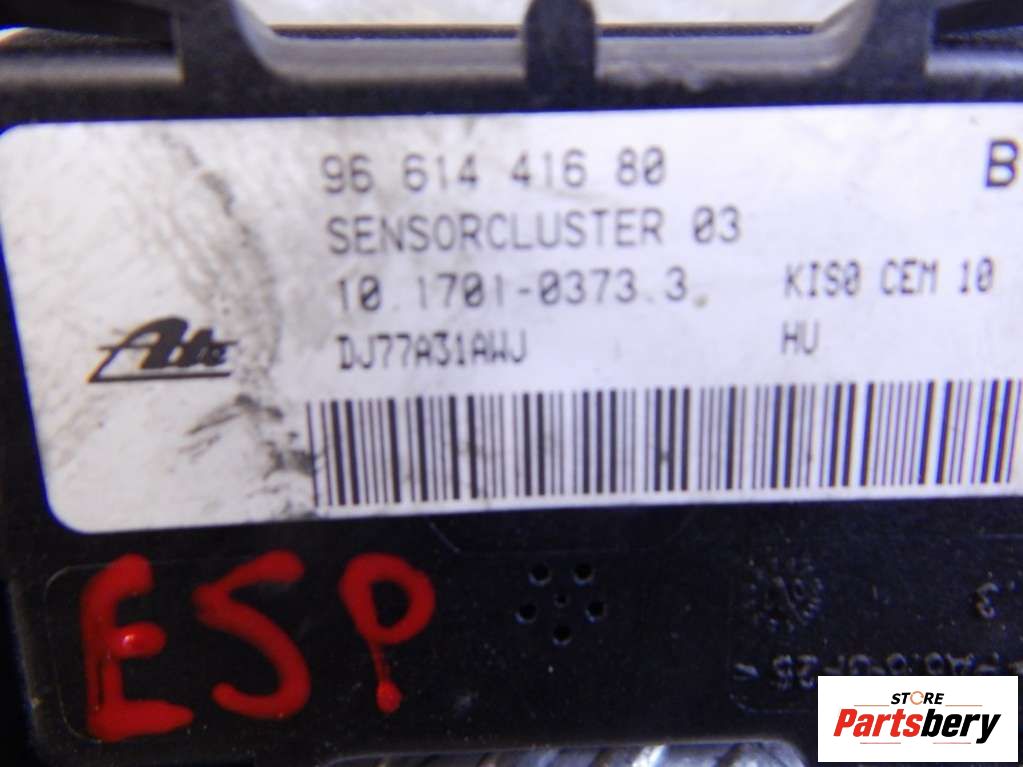 96 614 416 80 B
SENSORCLUSTER 03
10.1701-0373.3 KIS0 CEM 10
Ate DJ77A31AWJ HU
ESP
3
STORE
Partsbery